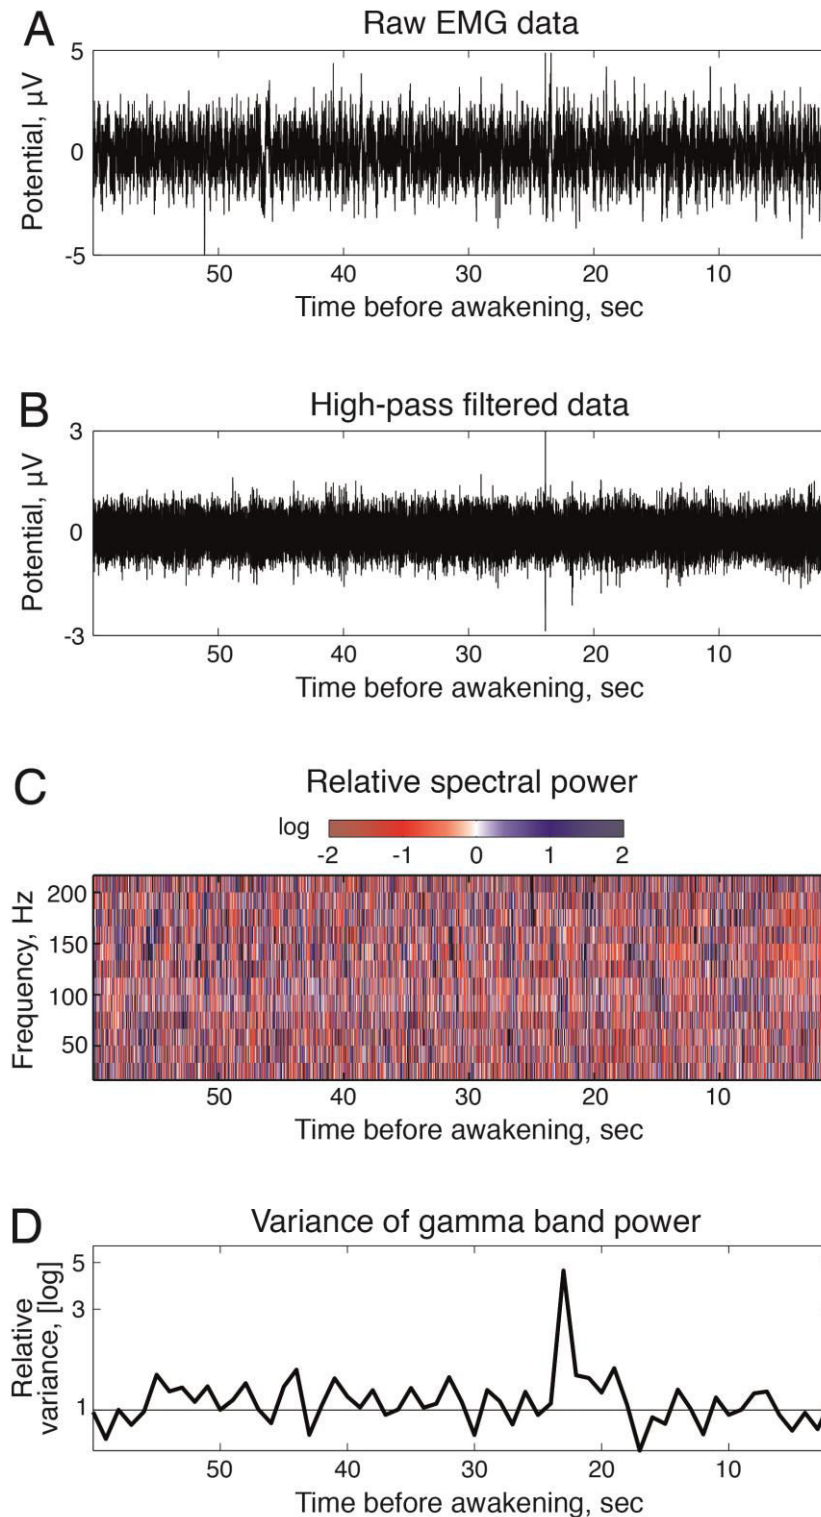 A
Raw EMG data
Potential, µV
5
0
-5
50 40 30 20 10
Time before awakening, sec
B
High-pass filtered data
Potential, µV
3
0
-3
50 40 30 20 10
Time before awakening, sec
C
Relative spectral power
log
-2 -1 0 1 2
Frequency, Hz
200
150
100
50
50 40 30 20 10
Time before awakening, sec
D
Variance of gamma band power
Relative
variance, [log]
5
3
1
50 40 30 20 10
Time before awakening, sec